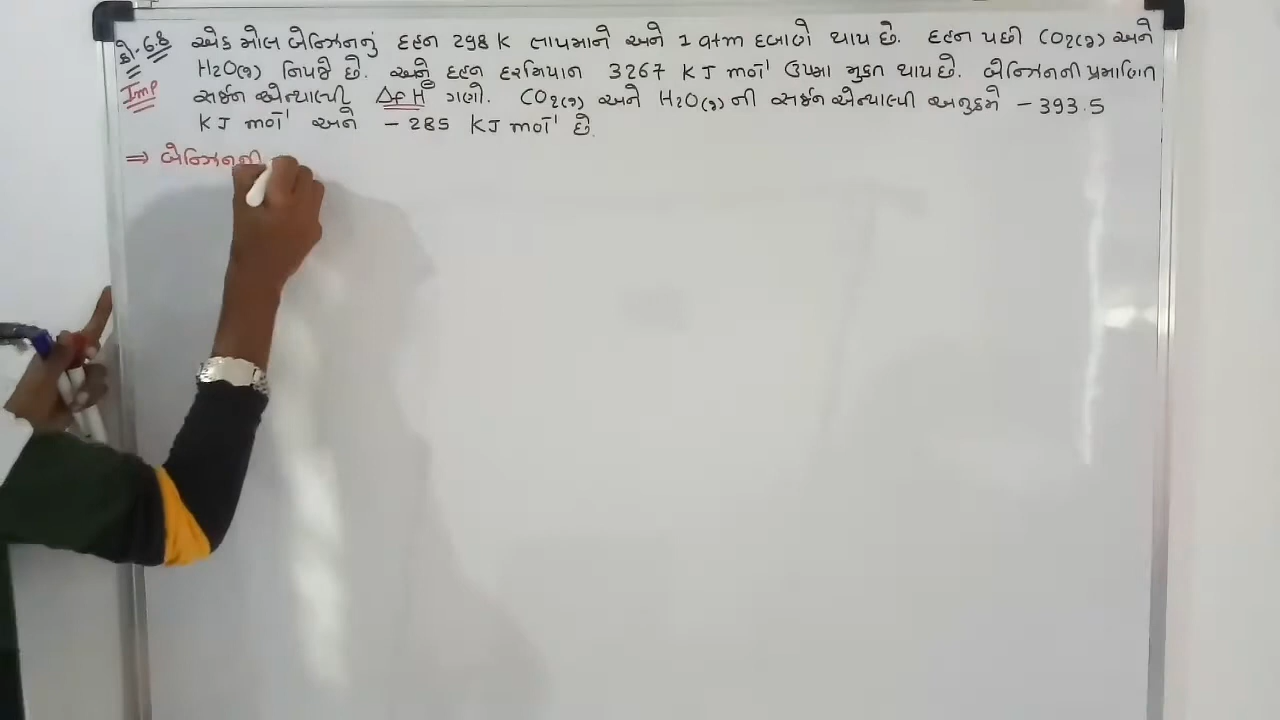 કો.6.8 એક મોલ બેન્ઝિનનું દહન 298 K તાપમાને અને 1 atm દબાણે થાય છે. દહન પછી CO2(g) અને
H2O(g) નિપજે છે. અને દહન દરમિયાન 3267 KJ mol⁻¹ ઉષ્મા મુક્ત થાય છે. બેન્ઝિનની પ્રમાણિત
Imp સર્જન એન્થાલ્પી ΔfH° ગણો. CO2(g) અને H2O(g) ની સર્જન એન્થાલ્પી અનુક્રમે – 393.5
KJ mol⁻¹ અને – 285 KJ mol⁻¹ છે.
⇒ બેન્ઝિનની